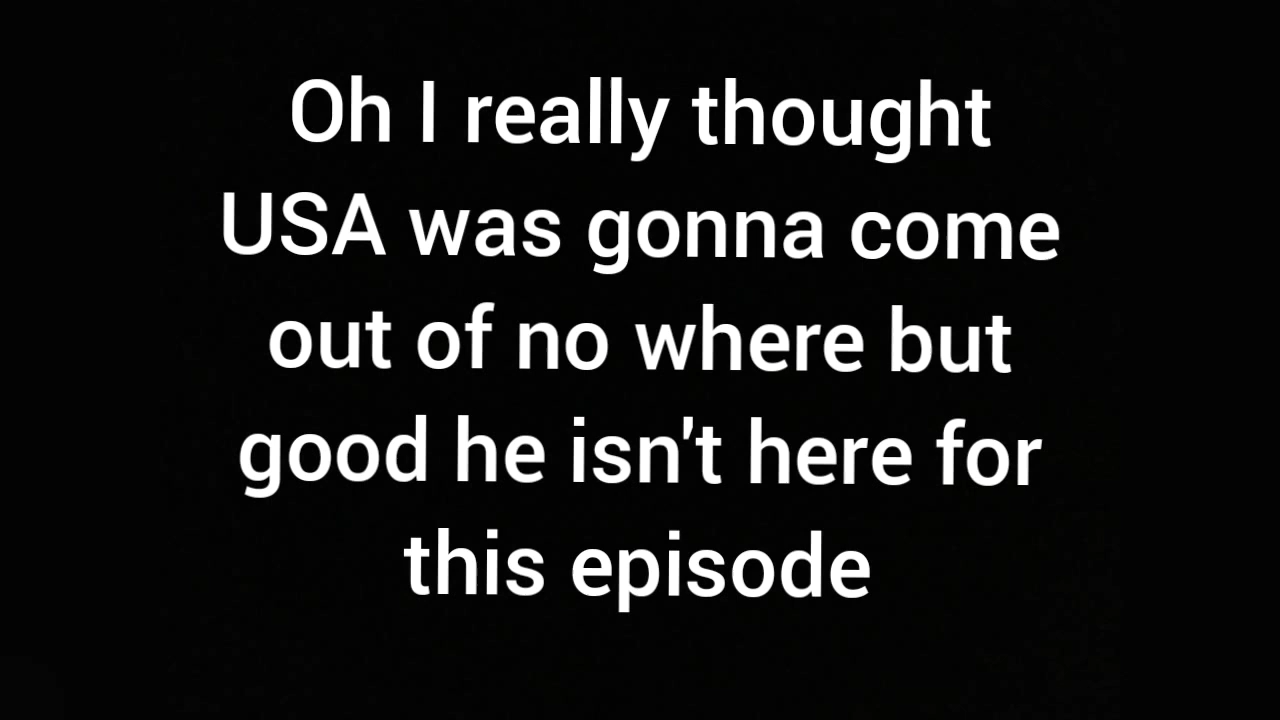 Oh I really thought
USA was gonna come
out of no where but
good he isn't here for
this episode